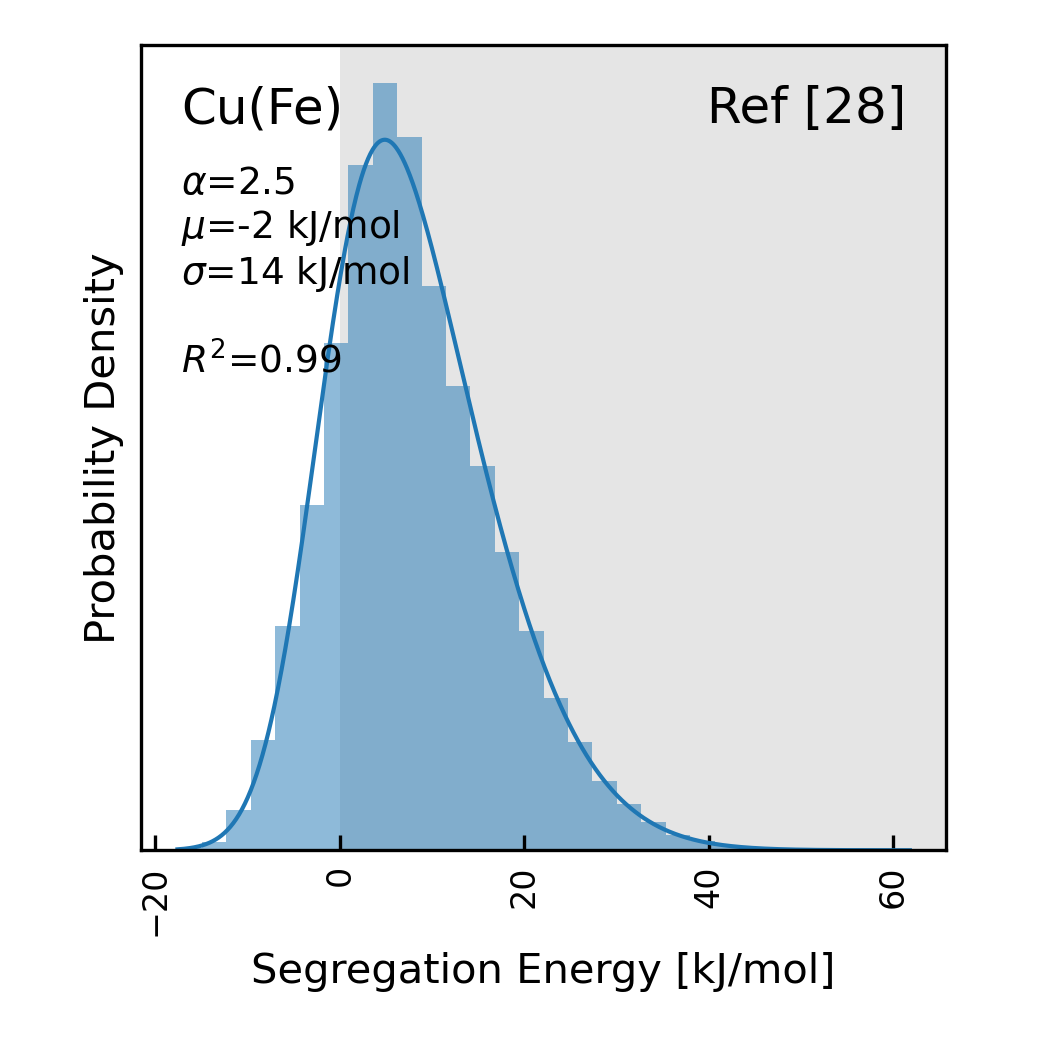 Cu(Fe)
Ref [28]
α=2.5
μ=-2 kJ/mol
σ=14 kJ/mol
R²=0.99
Probability Density
−20
0
20
40
60
Segregation Energy [kJ/mol]